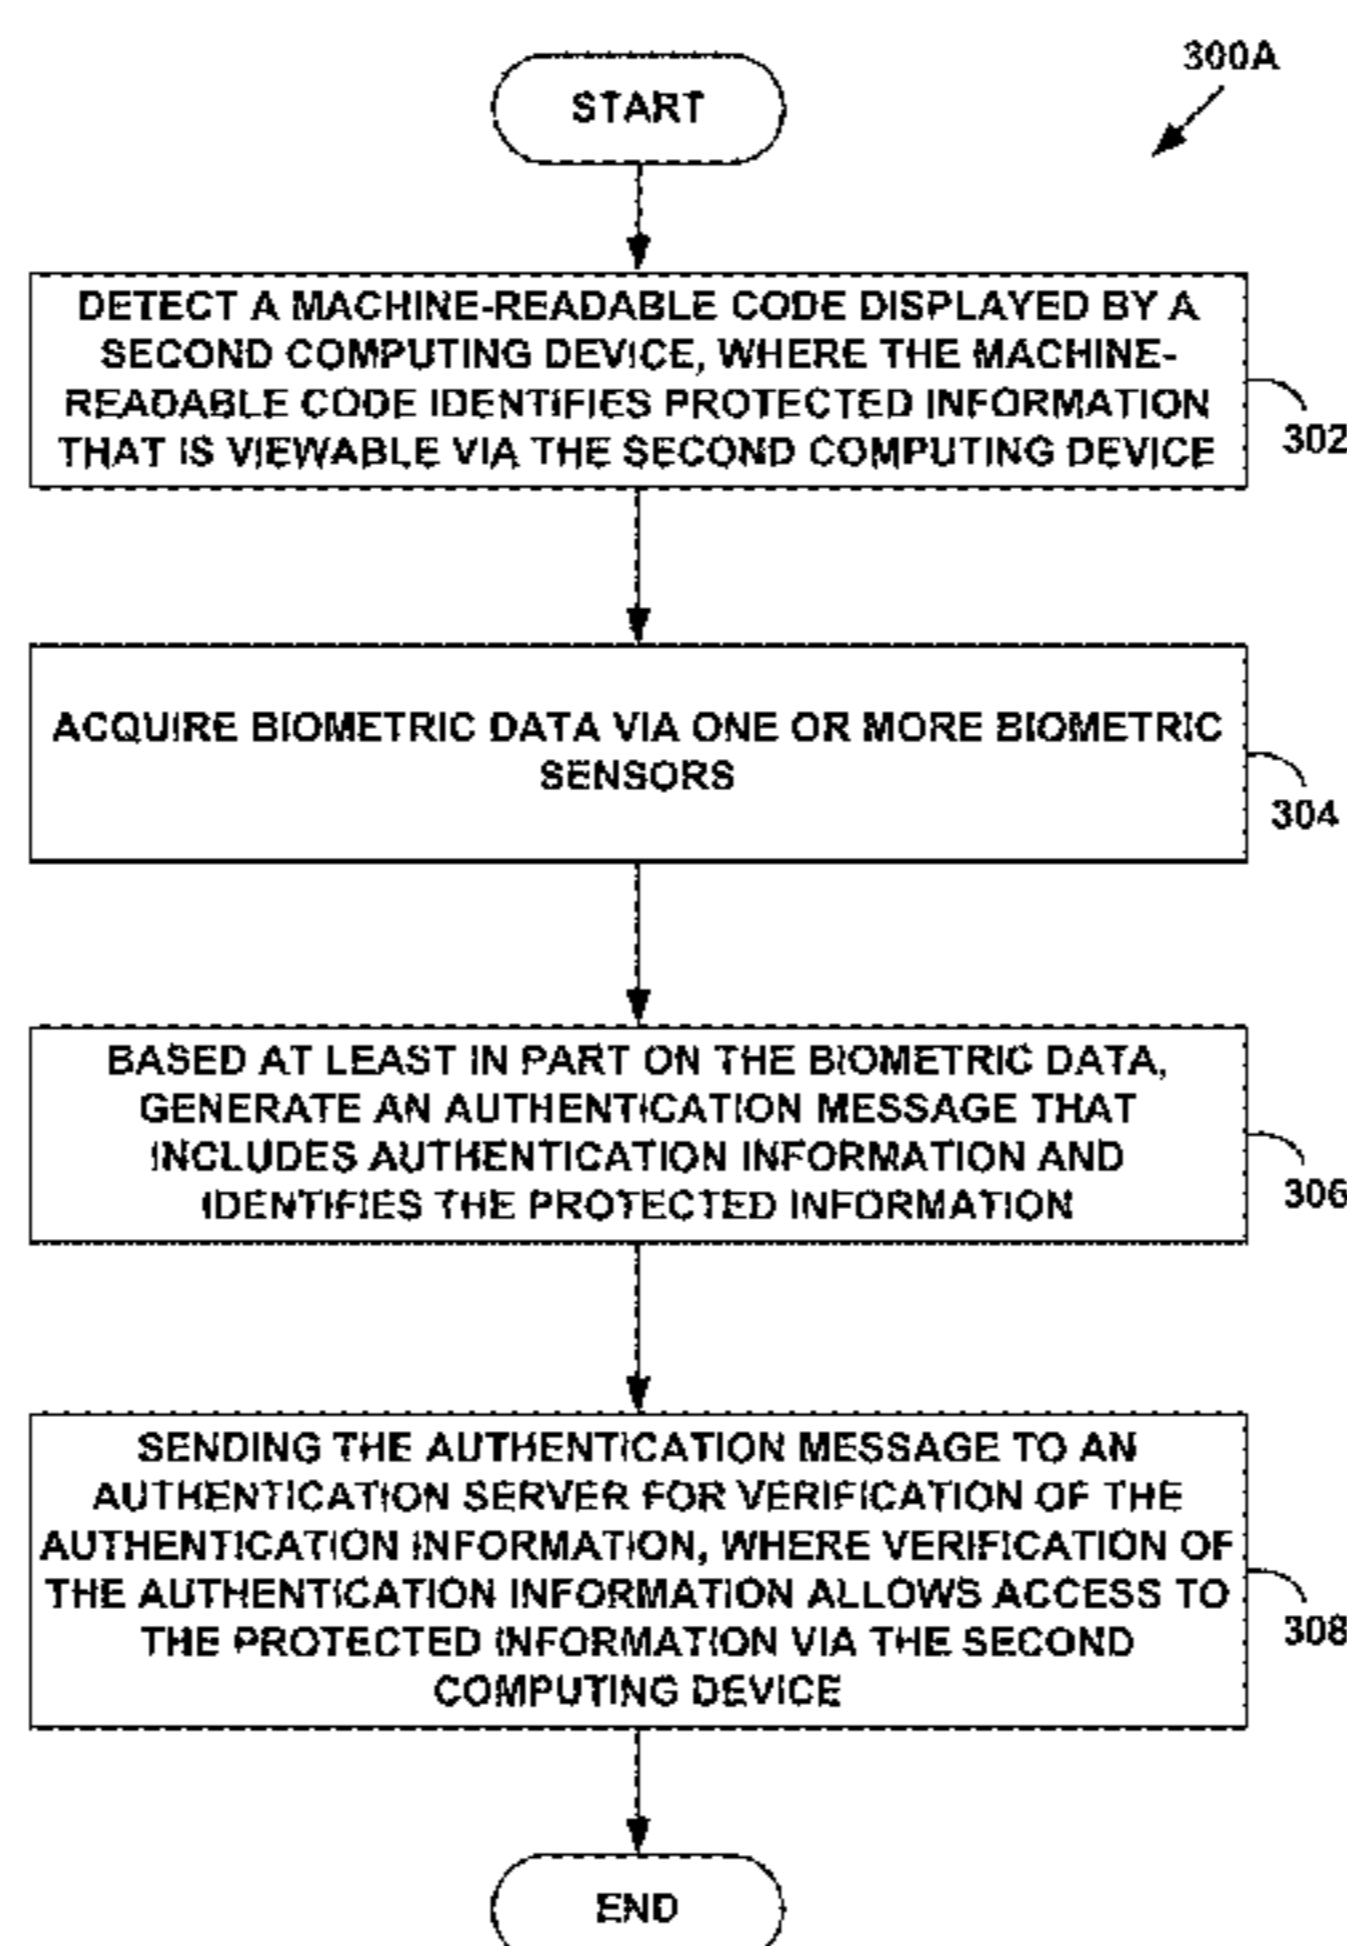 300A
START
DETECT A MACHINE-READABLE CODE DISPLAYED BY A
SECOND COMPUTING DEVICE, WHERE THE MACHINE-
READABLE CODE IDENTIFIES PROTECTED INFORMATION
THAT IS VIEWABLE VIA THE SECOND COMPUTING DEVICE
302
ACQUIRE BIOMETRIC DATA VIA ONE OR MORE BIOMETRIC
SENSORS
304
BASED AT LEAST IN PART ON THE BIOMETRIC DATA,
GENERATE AN AUTHENTICATION MESSAGE THAT
INCLUDES AUTHENTICATION INFORMATION AND
IDENTIFIES THE PROTECTED INFORMATION
306
SENDING THE AUTHENTICATION MESSAGE TO AN
AUTHENTICATION SERVER FOR VERIFICATION OF THE
AUTHENTICATION INFORMATION, WHERE VERIFICATION OF
THE AUTHENTICATION INFORMATION ALLOWS ACCESS TO
THE PROTECTED INFORMATION VIA THE SECOND
COMPUTING DEVICE
308
END